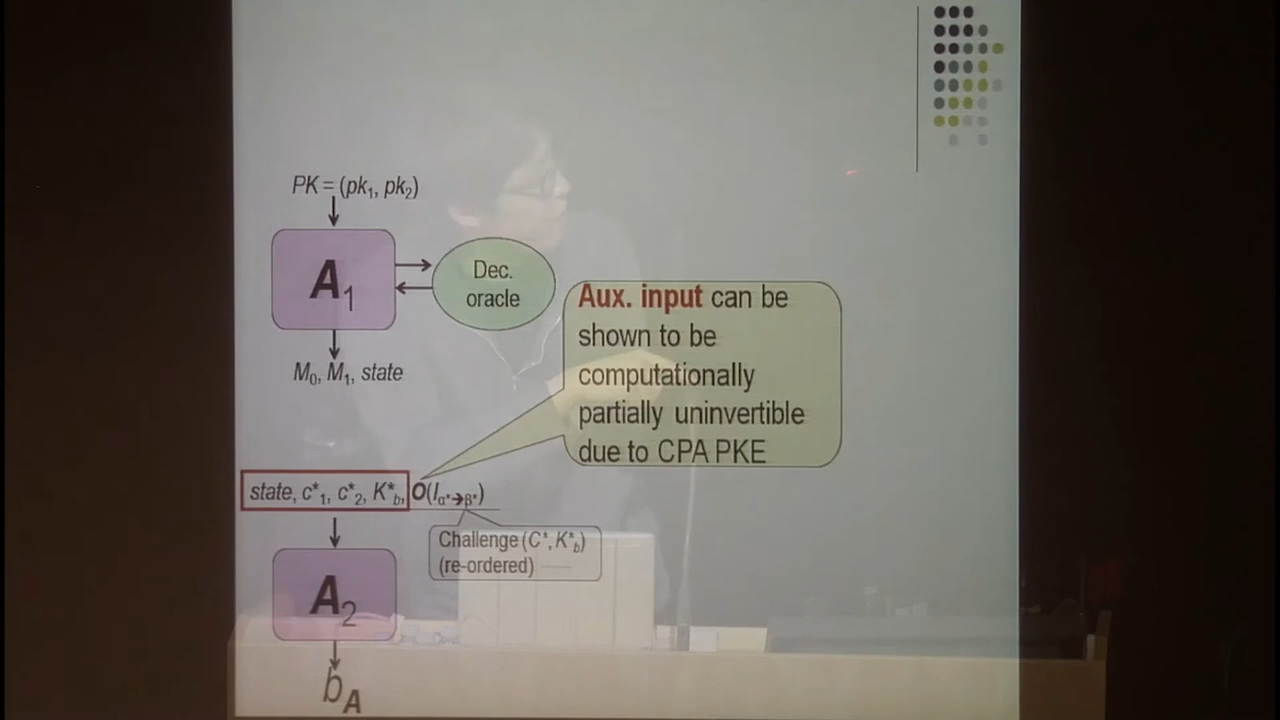 PK = (pk1, pk2)
A1
Dec.
oracle
M0, M1, state
Aux. input can be
shown to be
computationally
partially uninvertible
due to CPA PKE
state, c*1, c*2, K*b, O(Iα*→β*)
Challenge (C*, K*b)
(re-ordered)
A2
bA